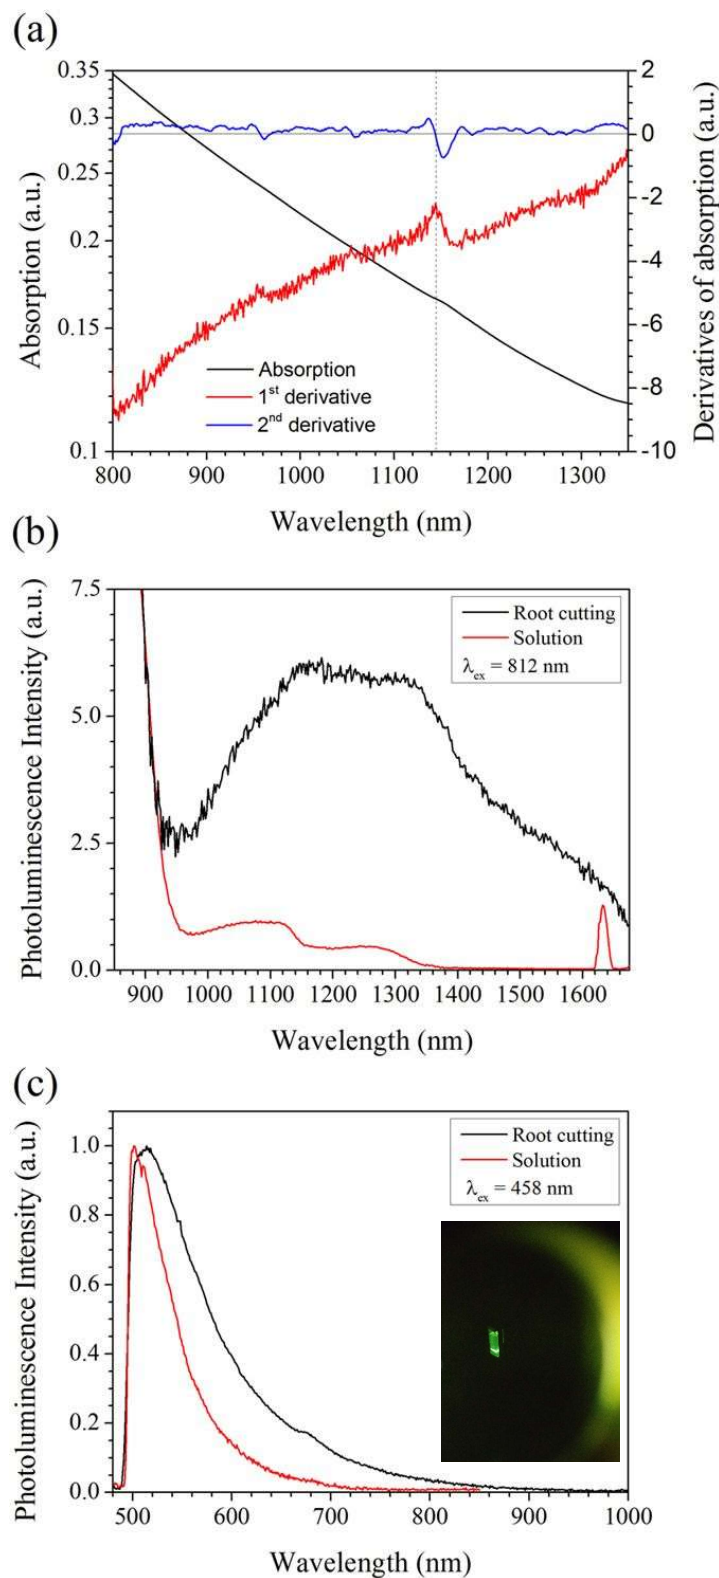 (a)
0.35
0.3
0.25
0.2
0.15
0.1
Absorption (a.u.)
2
0
-2
-4
-6
-8
-10
Derivatives of absorption (a.u.)
Absorption
1st derivative
2nd derivative
800 900 1000 1100 1200 1300
Wavelength (nm)
(b)
7.5
5.0
2.5
0.0
Photoluminescence Intensity (a.u.)
Root cutting
Solution
λex = 812 nm
900 1000 1100 1200 1300 1400 1500 1600
Wavelength (nm)
(c)
1.0
0.8
0.6
0.4
0.2
0.0
Photoluminescence Intensity (a.u.)
Root cutting
Solution
λex = 458 nm
500 600 700 800 900 1000
Wavelength (nm)